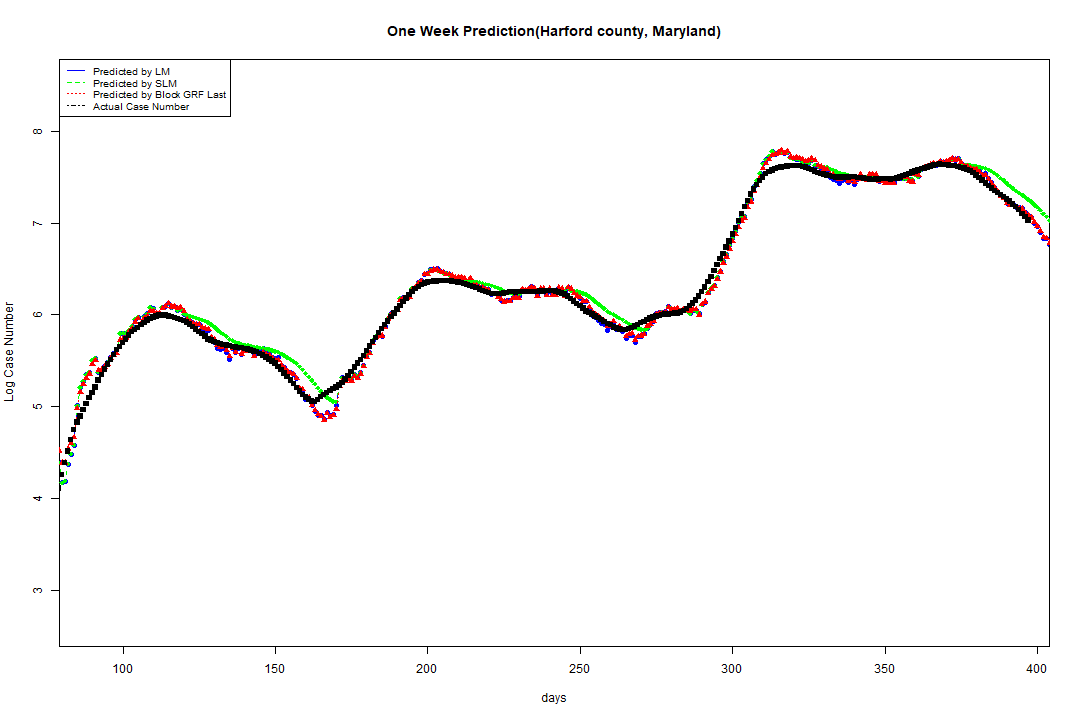 One Week Prediction(Harford county, Maryland)
Predicted by LM
Predicted by SLM
Predicted by Block GRF Last
Actual Case Number
8
7
6
5
4
3
Log Case Number
100 150 200 250 300 350 400
days